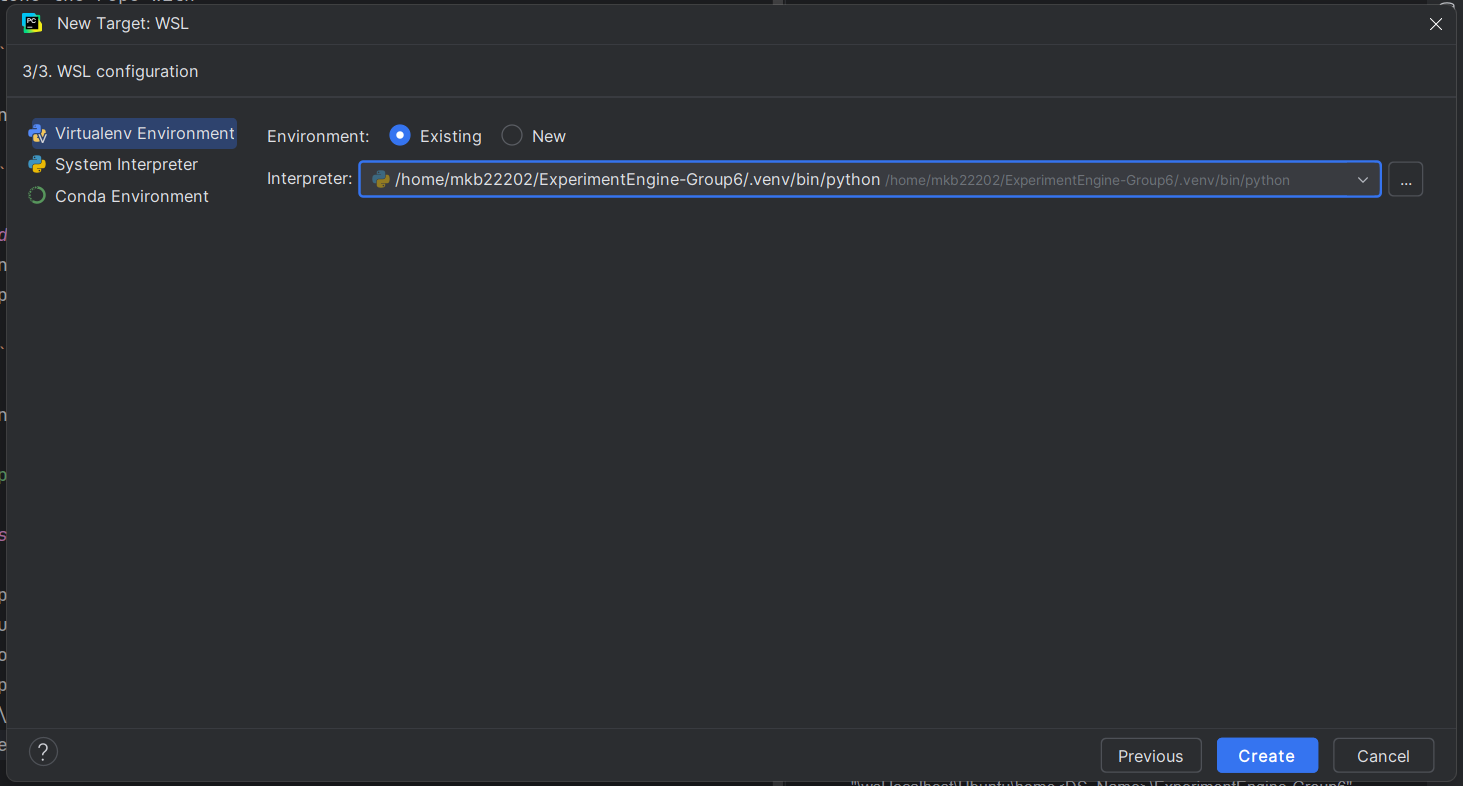 New Target: WSL
3/3. WSL configuration
Virtualenv Environment
System Interpreter
Conda Environment
Environment: Existing New
Interpreter: /home/mkb22202/ExperimentEngine-Group6/.venv/bin/python /home/mkb22202/ExperimentEngine-Group6/.venv/bin/python ...
? Previous Create Cancel